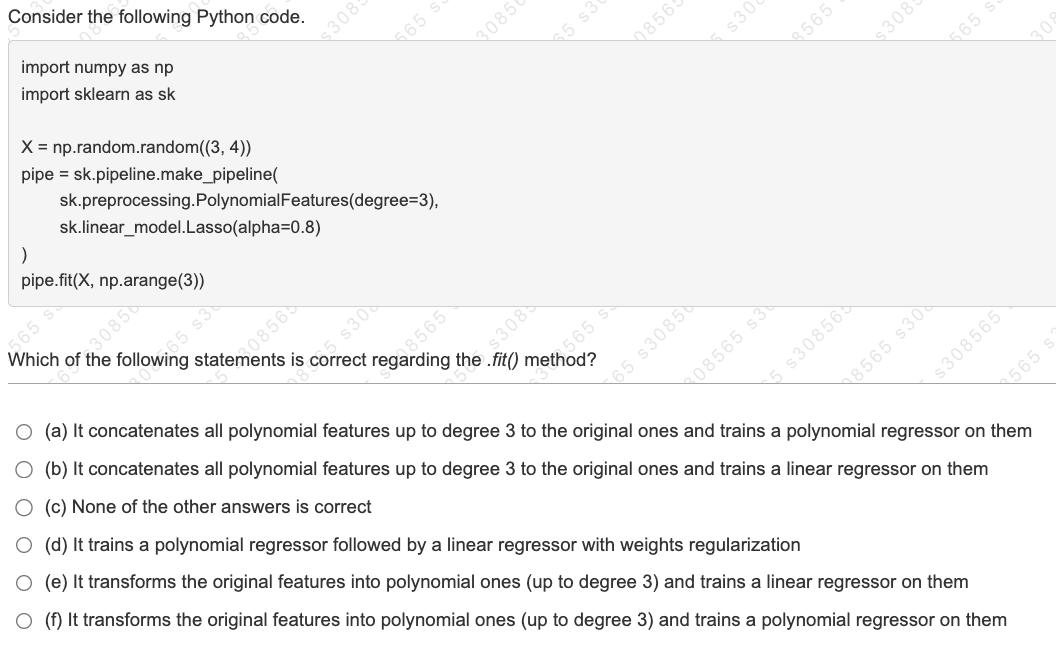 Consider the following Python code.
import numpy as np
import sklearn as sk
X = np.random.random((3, 4))
pipe = sk.pipeline.make_pipeline(
sk.preprocessing.PolynomialFeatures(degree=3),
sk.linear_model.Lasso(alpha=0.8)
)
pipe.fit(X, np.arange(3))
Which of the following statements is correct regarding the .fit() method?
(a) It concatenates all polynomial features up to degree 3 to the original ones and trains a polynomial regressor on them
(b) It concatenates all polynomial features up to degree 3 to the original ones and trains a linear regressor on them
(c) None of the other answers is correct
(d) It trains a polynomial regressor followed by a linear regressor with weights regularization
(e) It transforms the original features into polynomial ones (up to degree 3) and trains a linear regressor on them
(f) It transforms the original features into polynomial ones (up to degree 3) and trains a polynomial regressor on them